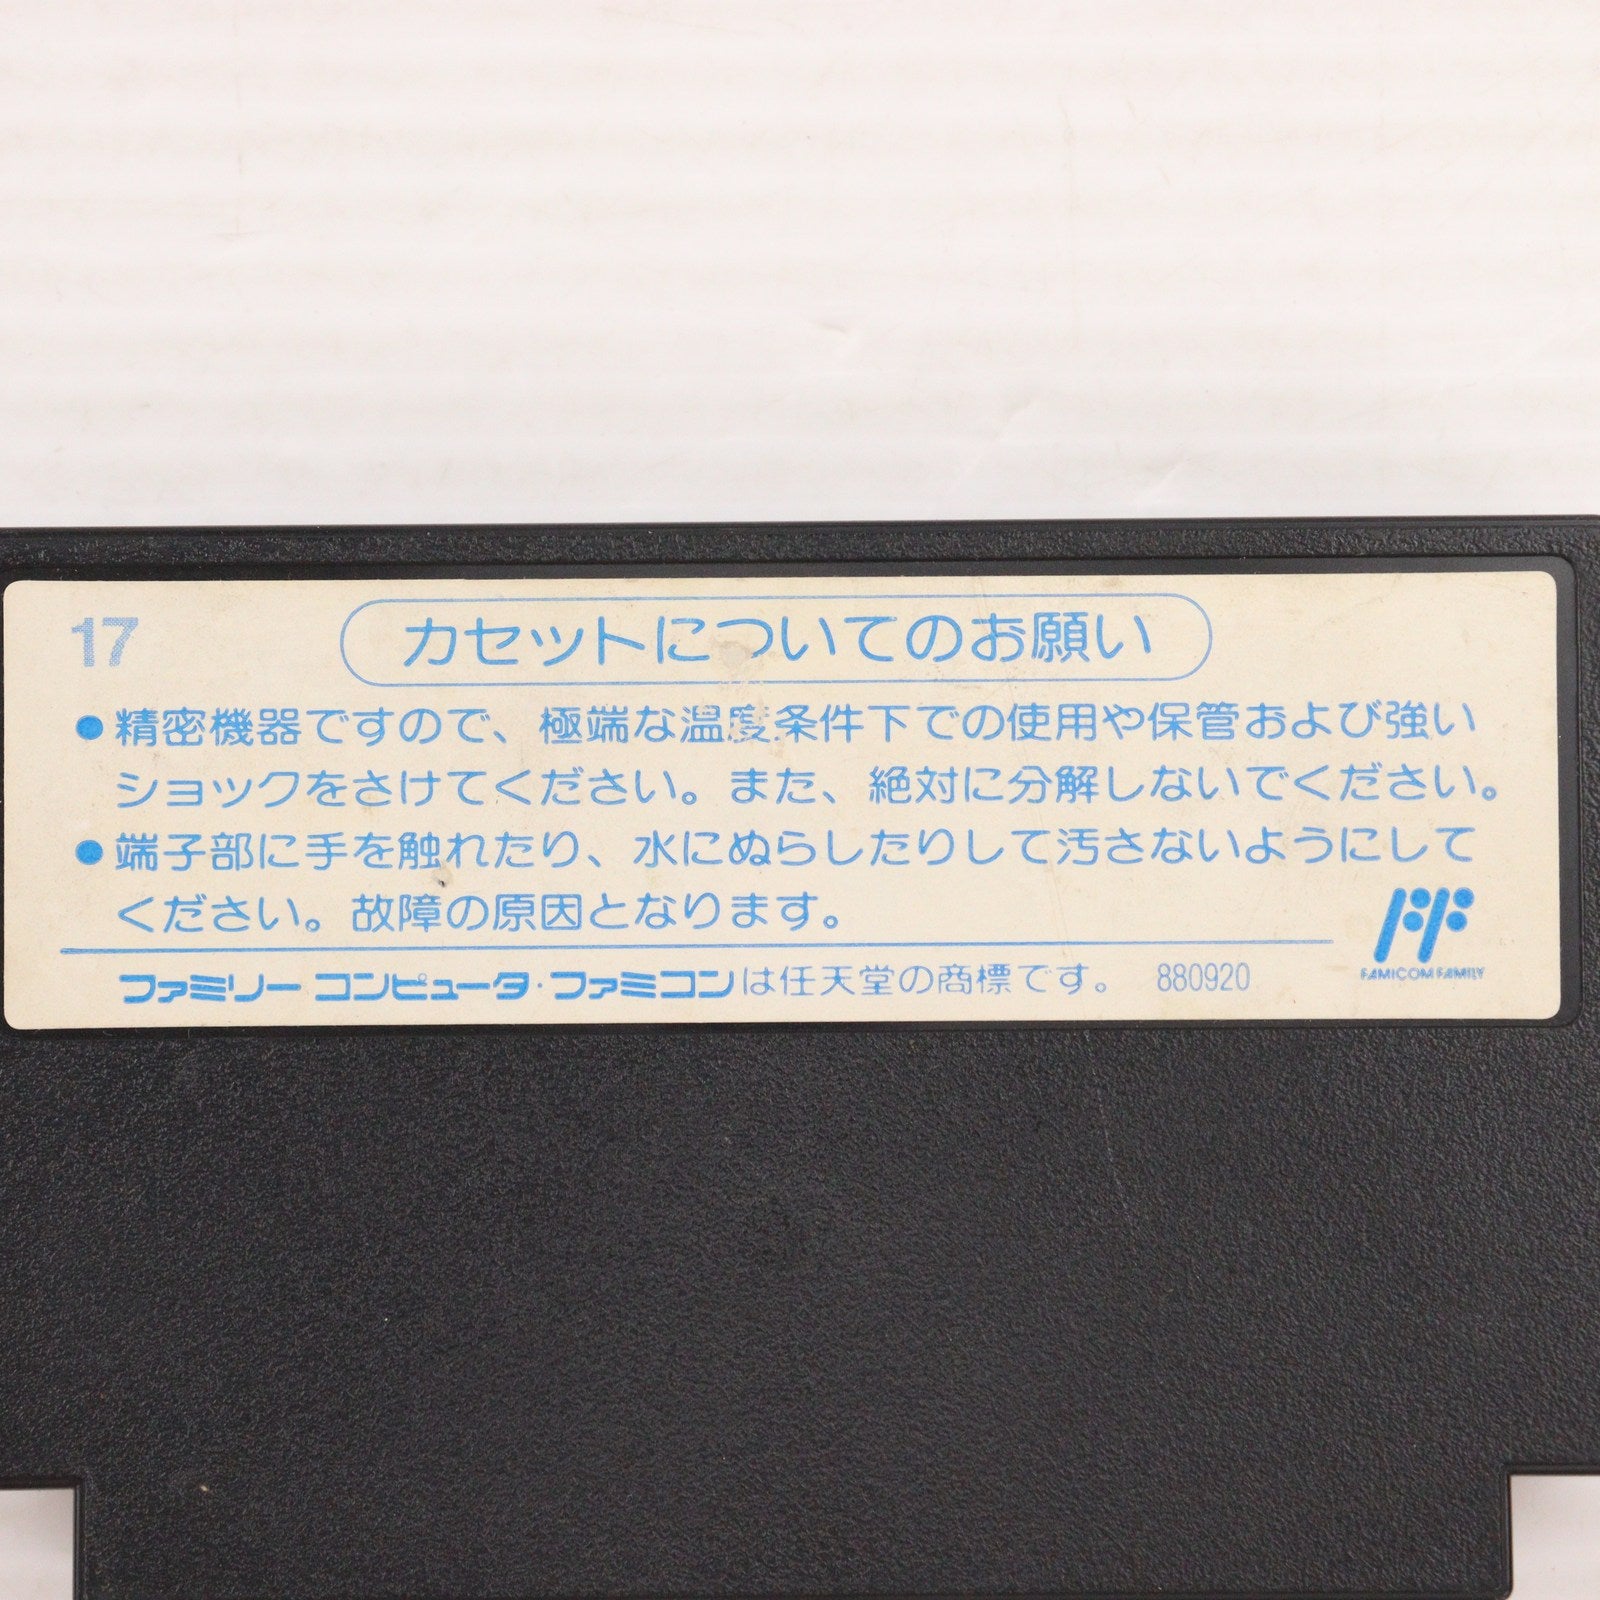 17
カセットについてのお願い
●精密機器ですので、極端な温度条件下での使用や保管および強い
ショックをさけてください。また、絶対に分解しないでください。
●端子部に手を触れたり、水にぬらしたりして汚さないようにして
ください。故障の原因となります。
ファミリーコンピュータ・ファミコンは任天堂の商標です。 880920
FF
FAMICOM FAMILY